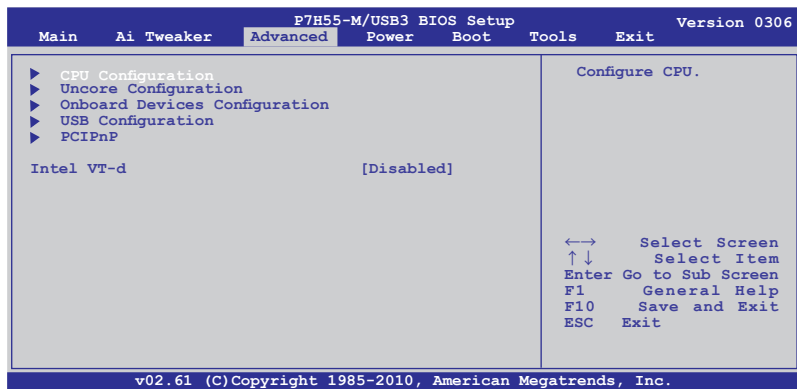 P7H55-M/USB3 BIOS Setup Version 0306
Main Ai Tweaker Advanced Power Boot Tools Exit
CPU Configuration
Uncore Configuration
Onboard Devices Configuration
USB Configuration
PCIPnP
Intel VT-d [Disabled]
Configure CPU.
←→ Select Screen
↑↓ Select Item
Enter Go to Sub Screen
F1 General Help
F10 Save and Exit
ESC Exit
v02.61 (C)Copyright 1985-2010, American Megatrends, Inc.